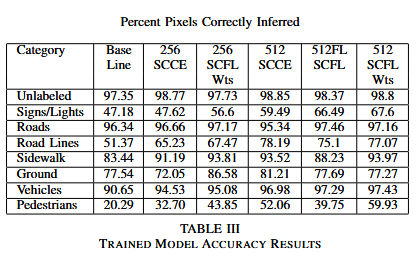 Percent Pixels Correctly Inferred
Category Base Line 256 SCCE 256 SCFL Wts 512 SCCE 512FL SCFL 512 SCFL Wts
Unlabeled 97.35 98.77 97.73 98.85 98.37 98.8
Signs/Lights 47.18 47.62 56.6 59.49 66.49 67.6
Roads 96.34 96.66 97.17 95.34 97.46 97.16
Road Lines 51.37 65.23 67.47 78.19 75.1 77.07
Sidewalk 83.44 91.19 93.81 93.52 88.23 93.97
Ground 77.54 72.05 86.58 81.21 77.69 77.27
Vehicles 90.65 94.53 95.08 96.98 97.29 97.43
Pedestrians 20.29 32.70 43.85 52.06 39.75 59.93
TABLE III
TRAINED MODEL ACCURACY RESULTS